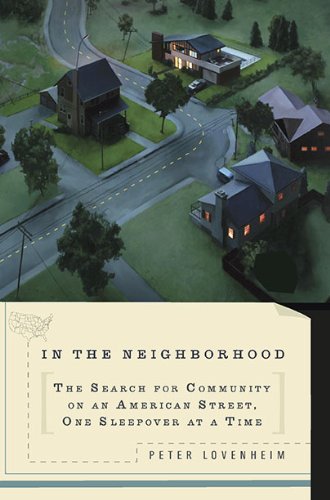 IN THE NEIGHBORHOOD
THE SEARCH FOR COMMUNITY
ON AN AMERICAN STREET,
ONE SLEEPOVER AT A TIME
PETER LOVENHEIM